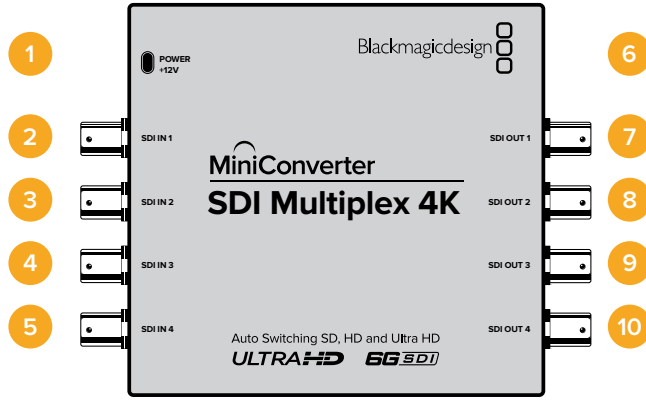 1
POWER
+12V
Blackmagicdesign
6
2
SDI IN 1
SDI OUT 1
7
MiniConverter
3
SDI IN 2
SDI Multiplex 4K
SDI OUT 2
8
4
SDI IN 3
SDI OUT 3
9
5
SDI IN 4
SDI OUT 4
10
Auto Switching SD, HD and Ultra HD
ULTRAHD 6GSDI